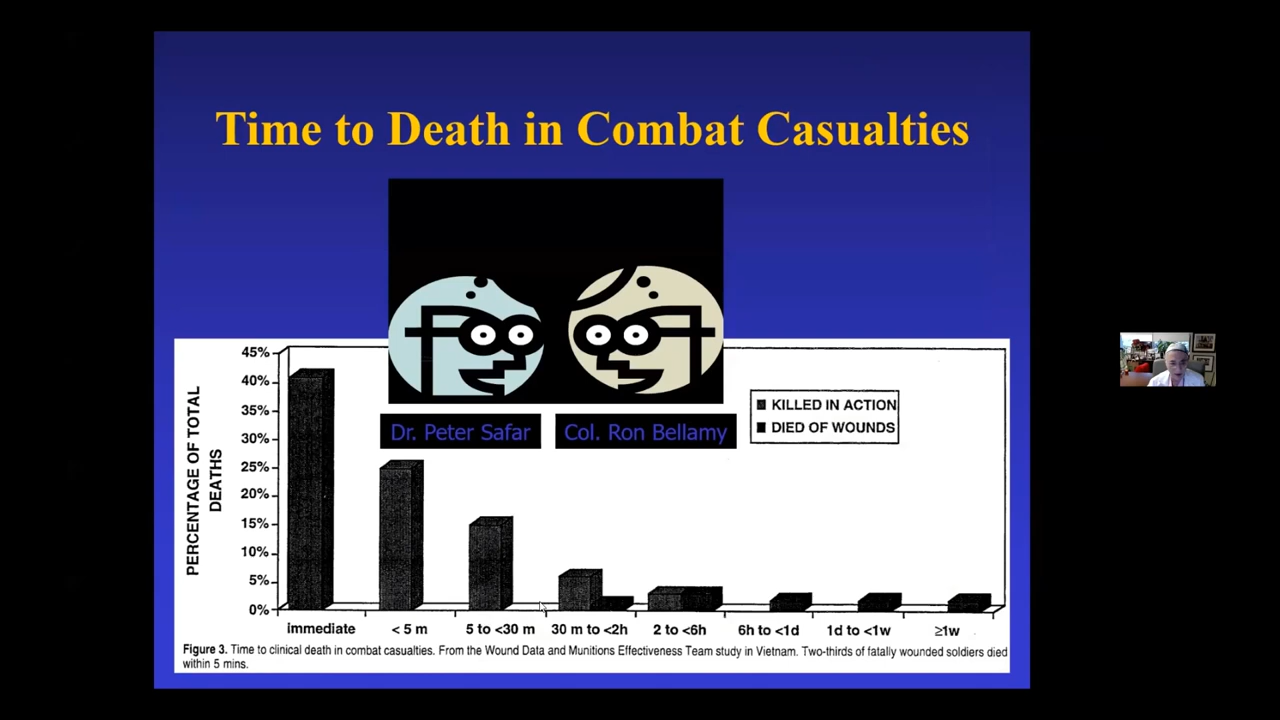 Time to Death in Combat Casualties
Dr. Peter Safar
Col. Ron Bellamy
KILLED IN ACTION
DIED OF WOUNDS
PERCENTAGE OF TOTAL
DEATHS
45%
40%
35%
30%
25%
20%
15%
10%
5%
0%
immediate
< 5 m
5 to <30 m
30 m to <2h
2 to <6h
6h to <1d
1d to <1w
≥1w
Figure 3. Time to clinical death in combat casualties. From the Wound Data and Munitions Effectiveness Team study in Vietnam. Two-thirds of fatally wounded soldiers died
within 5 mins.